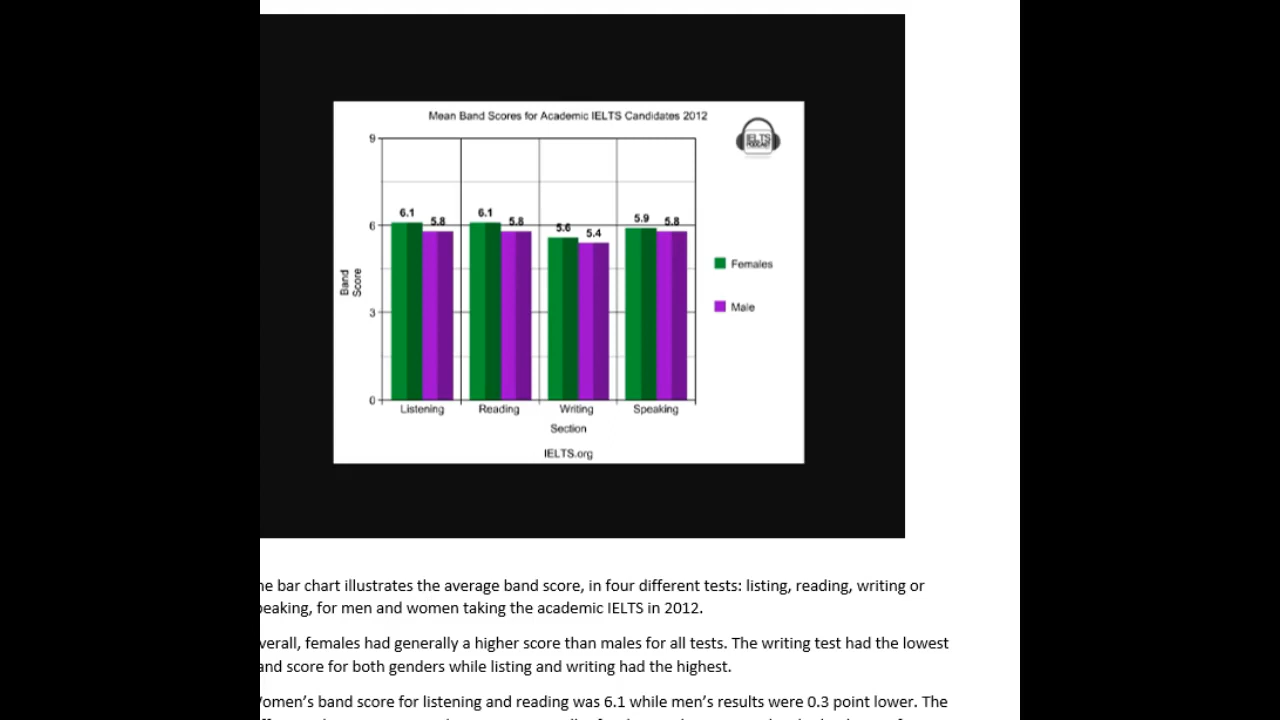 Mean Band Scores for Academic IELTS Candidates 2012
IELTS
PODCAST
9
6
3
0
Band
Score
6.1
5.8
6.1
5.8
5.6
5.4
5.9
5.8
Females
Male
Listening
Reading
Writing
Speaking
Section
IELTS.org
he bar chart illustrates the average band score, in four different tests: listing, reading, writing or
peaking, for men and women taking the academic IELTS in 2012.
verall, females had generally a higher score than males for all tests. The writing test had the lowest
and score for both genders while listing and writing had the highest.
Women’s band score for listening and reading was 6.1 while men’s results were 0.3 point lower. The